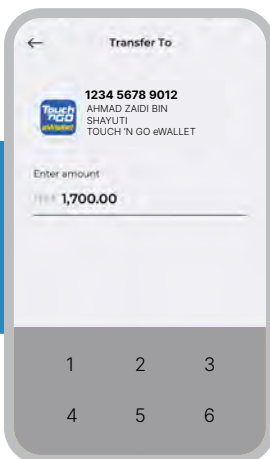 Transfer To
1234 5678 9012
AHMAD ZAIDI BIN
SHAYUTI
TOUCH 'N GO eWALLET
Touch
'nGO
eWallet
Enter amount
1,700.00
1 2 3
4 5 6